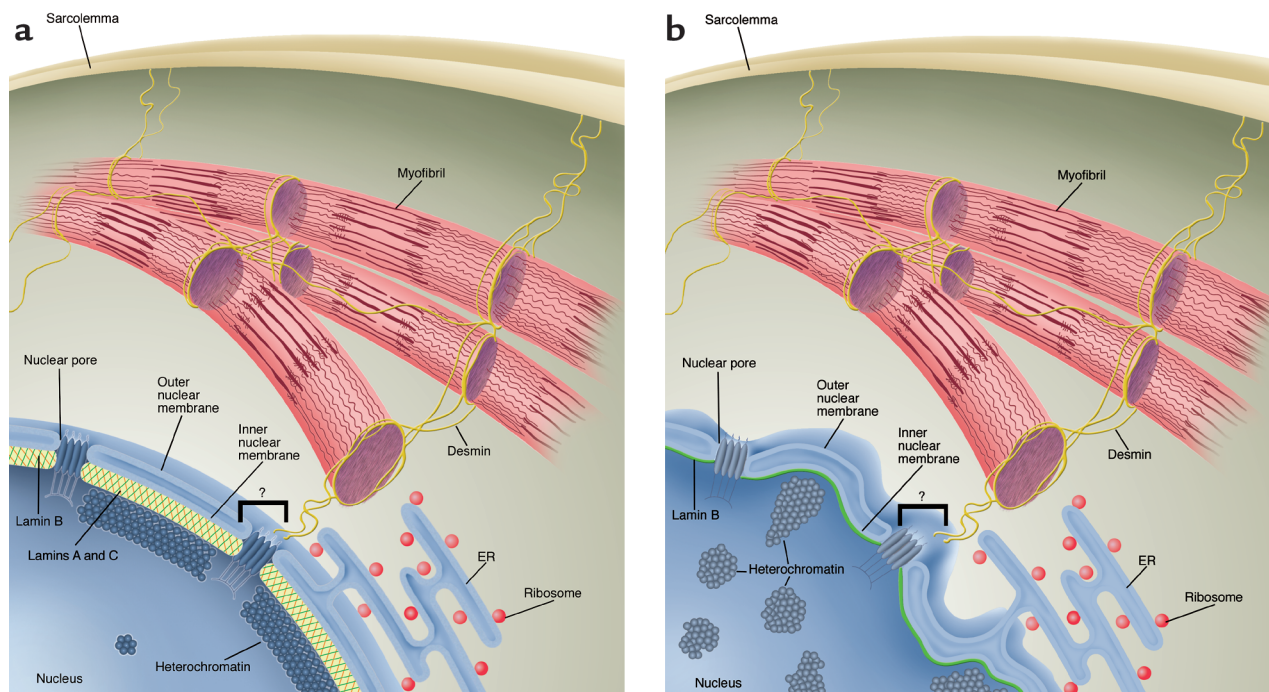 a
Sarcolemma
Myofibril
Nuclear pore
Outer
nuclear
membrane
Inner
nuclear
membrane
?
Desmin
Lamin B
Lamins A and C
ER
Ribosome
Heterochromatin
Nucleus
b
Sarcolemma
Myofibril
Nuclear pore
Outer
nuclear
membrane
Inner
nuclear
membrane
?
Desmin
Lamin B
Heterochromatin
ER
Ribosome
Nucleus